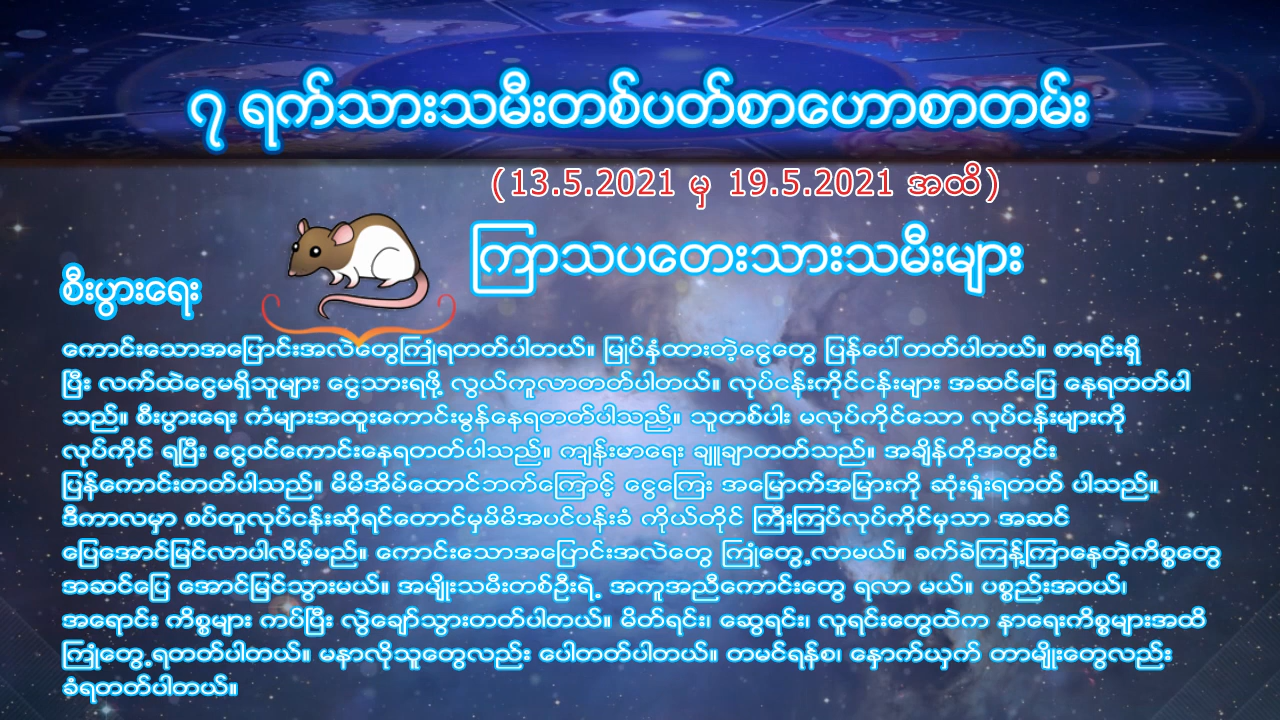 ၇ ရက်သားသမီးတစ်ပတ်စာဟောစာတမ်း
(13.5.2021 မှ 19.5.2021 အထိ)
ကြာသပတေးသားသမီးများ
စီးပွားရေး
ကောင်းသောအပြောင်းအလဲတွေကြုံရတတ်ပါတယ်။ မြုပ်နှံထားတဲ့ငွေတွေ ပြန်ပေါ်တတ်ပါတယ်။ စာရင်းရှိ
ပြီး လက်ထဲငွေမရှိသူများ ငွေသားရဖို့ လွယ်ကူလာတတ်ပါတယ်။ လုပ်ငန်းကိုင်ငန်းများ အဆင်ပြေ နေရတတ်ပါ
သည်။ စီးပွားရေး ကံများအထူးကောင်းမွန်နေရတတ်ပါသည်။ သူတစ်ပါး မလုပ်ကိုင်သော လုပ်ငန်းများကို
လုပ်ကိုင် ရပြီး ငွေဝင်ကောင်းနေရတတ်ပါသည်။ ကျန်းမာရေး ချူချာတတ်သည်။ အချိန်တိုအတွင်း
ပြန်ကောင်းတတ်ပါသည်။ မိမိအိမ်ထောင်ဘက်ကြောင့် ငွေကြေး အမြောက်အမြားကို ဆုံးရှုံးရတတ် ပါသည်။
ဒီကာလမှာ စပ်တူလုပ်ငန်းဆိုရင်တောင်မှမိမိအပင်ပန်းခံ ကိုယ်တိုင် ကြီးကြပ်လုပ်ကိုင်မှသာ အဆင်
ပြေအောင်မြင်လာပါလိမ့်မည်။ ကောင်းသောအပြောင်းအလဲတွေ ကြုံတွေ့လာမယ်။ ခက်ခဲကြန့်ကြာနေတဲ့ကိစ္စတွေ
အဆင်ပြေ အောင်မြင်သွားမယ်။ အမျိုးသမီးတစ်ဦးရဲ့ အကူအညီကောင်းတွေ ရလာ မယ်။ ပစ္စည်းအဝယ်၊
အရောင်း ကိစ္စများ ကပ်ပြီး လွဲချော်သွားတတ်ပါတယ်။ မိတ်ရင်း၊ ဆွေရင်း၊ လူရင်းတွေထဲက နာရေးကိစ္စများအထိ
ကြုံတွေ့ရတတ်ပါတယ်။ မနာလိုသူတွေလည်း ပေါတတ်ပါတယ်။ တမင်ရန်စ၊ နှောက်ယှက် တာမျိုးတွေလည်း
ခံရတတ်ပါတယ်။